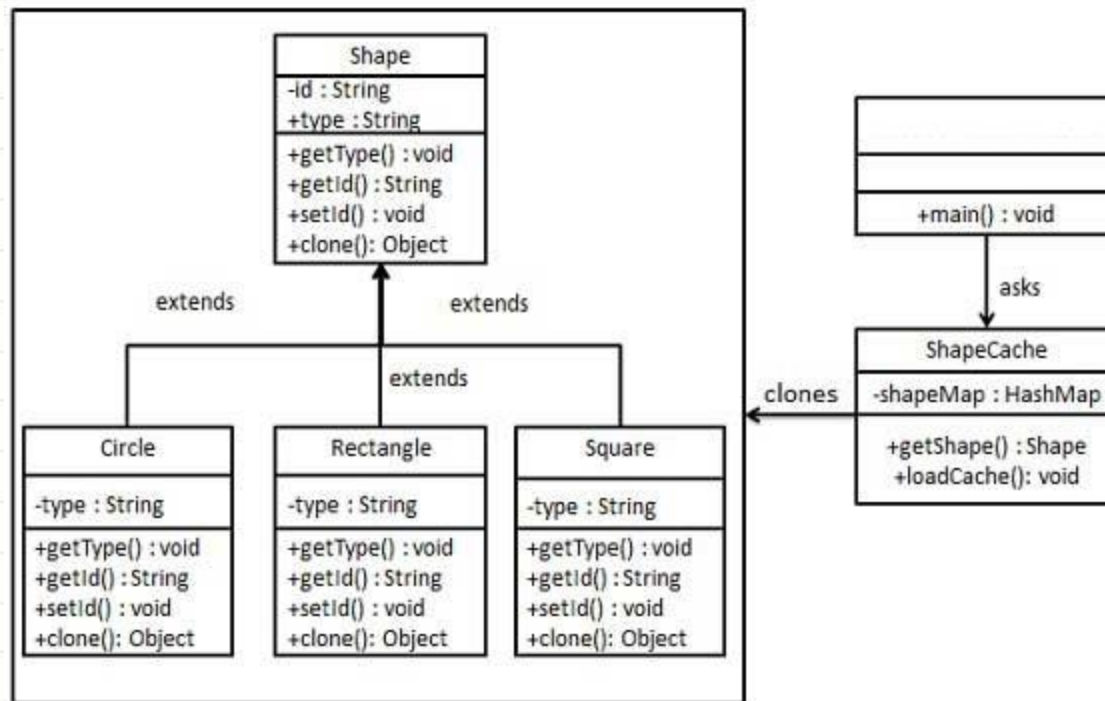 Shape
-id : String
+type : String
+getType() : void
+getId() : String
+setId() : void
+clone(): Object
extends
extends
extends
Circle
-type : String
+getType() : void
+getId() : String
+setId() : void
+clone(): Object
Rectangle
-type : String
+getType() : void
+getId() : String
+setId() : void
+clone(): Object
Square
-type : String
+getType() : void
+getId() : String
+setId() : void
+clone(): Object
+main() : void
asks
ShapeCache
-shapeMap : HashMap
+getShape() : Shape
+loadCache(): void
clones